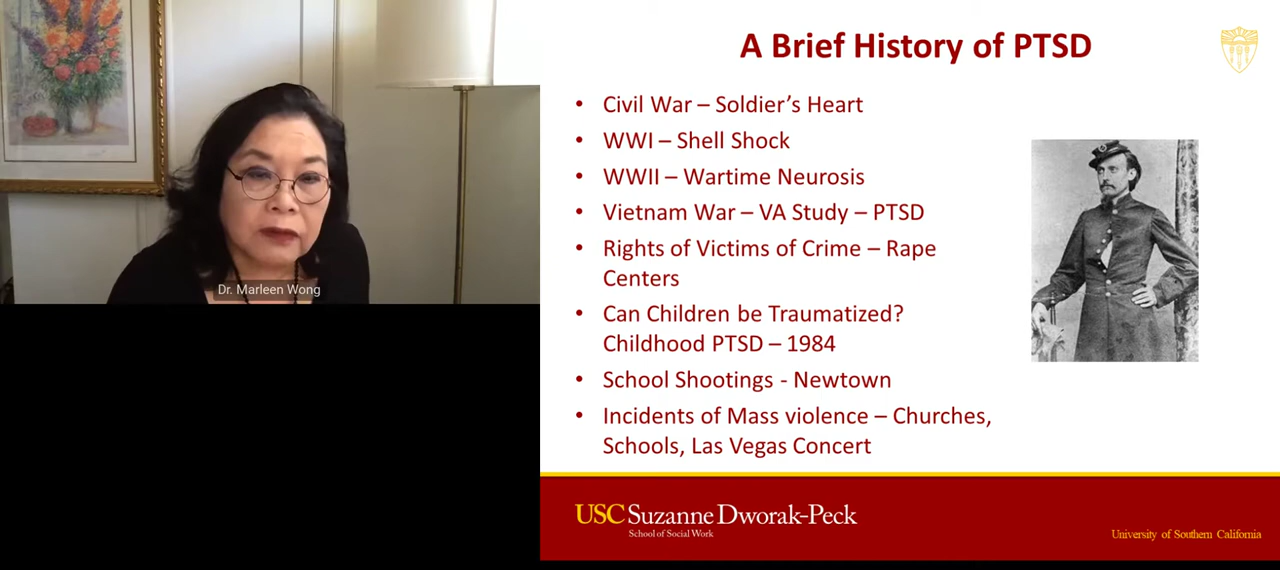 Dr. Marleen Wong
A Brief History of PTSD
• Civil War – Soldier’s Heart
• WWI – Shell Shock
• WWII – Wartime Neurosis
• Vietnam War – VA Study – PTSD
• Rights of Victims of Crime – Rape
Centers
• Can Children be Traumatized?
Childhood PTSD – 1984
• School Shootings - Newtown
• Incidents of Mass violence – Churches,
Schools, Las Vegas Concert
USC Suzanne Dworak-Peck
School of Social Work
University of Southern California